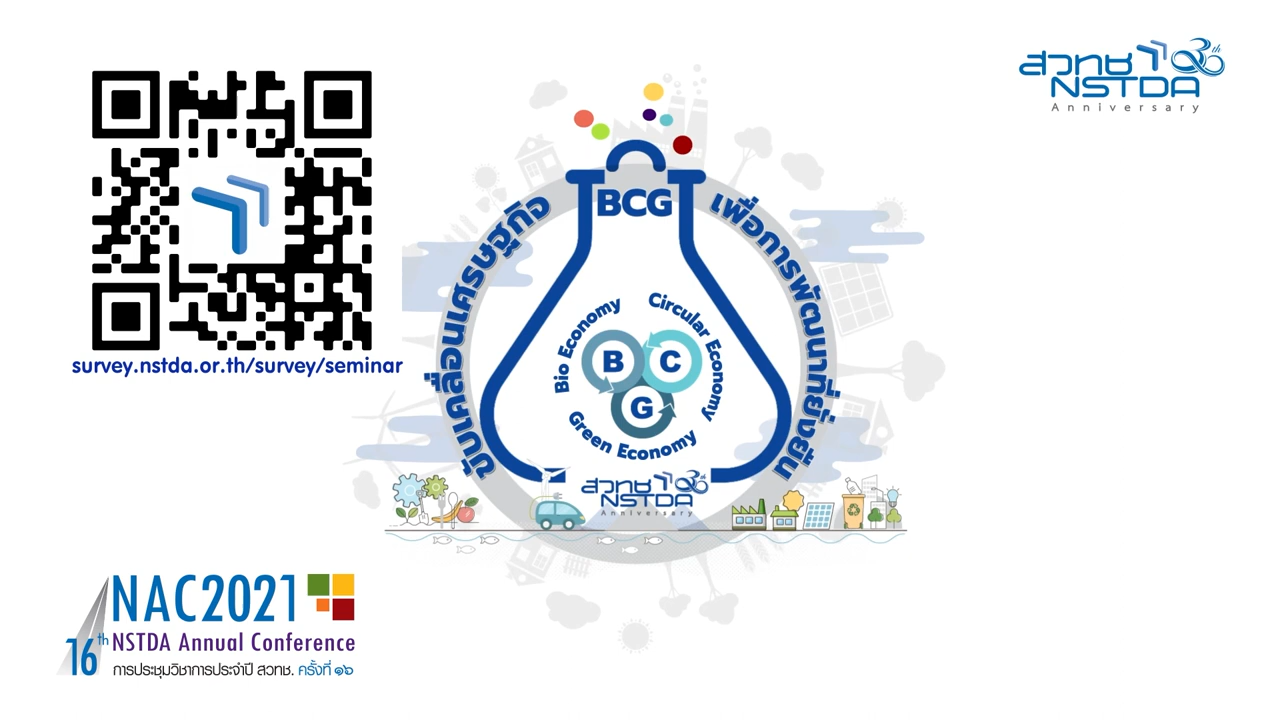 สวทช 30th
NSTDA
Anniversary
survey.nstda.or.th/survey/seminar
BCG
ขับเคลื่อนเศรษฐกิจ
เพื่อการพัฒนาที่ยั่งยืน
Bio Economy
Circular Economy
B
C
G
Green Economy
สวทช 30th
NSTDA
Anniversary
NAC2021
16th NSTDA Annual Conference
การประชุมวิชาการประจำปี สวทช. ครั้งที่ ๑๖